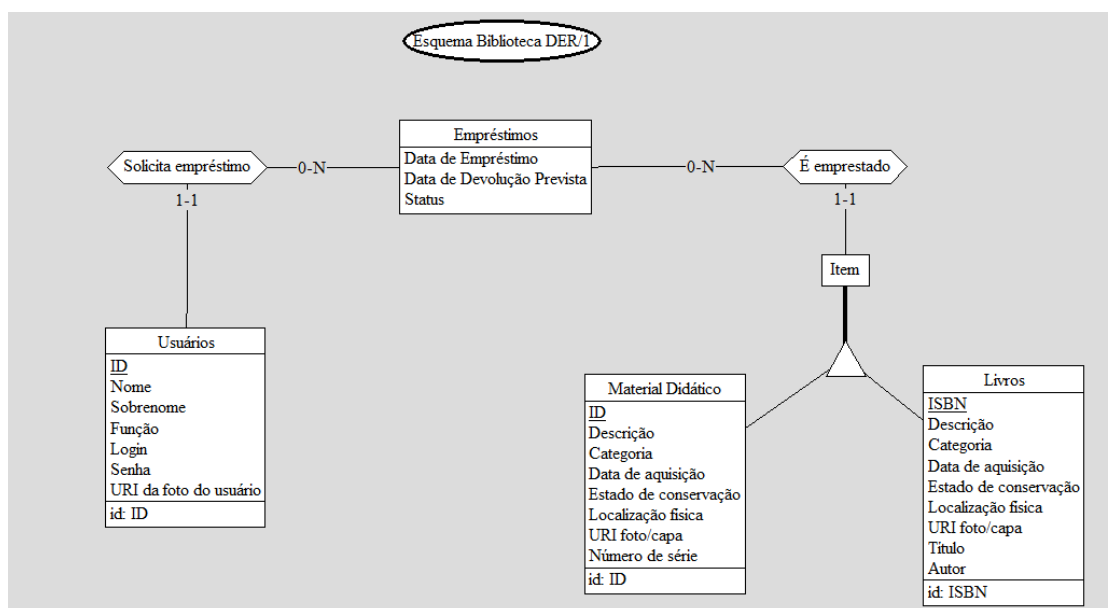 Esquema Biblioteca DER/1
Solicita empréstimo
0-N
1-1
Empréstimos
Data de Empréstimo
Data de Devolução Prevista
Status
0-N
É emprestado
1-1
Item
Usuários
ID
Nome
Sobrenome
Função
Login
Senha
URI da foto do usuário
id: ID
Material Didático
ID
Descrição
Categoria
Data de aquisição
Estado de conservação
Localização física
URI foto/capa
Número de série
id: ID
Livros
ISBN
Descrição
Categoria
Data de aquisição
Estado de conservação
Localização física
URI foto/capa
Título
Autor
id: ISBN